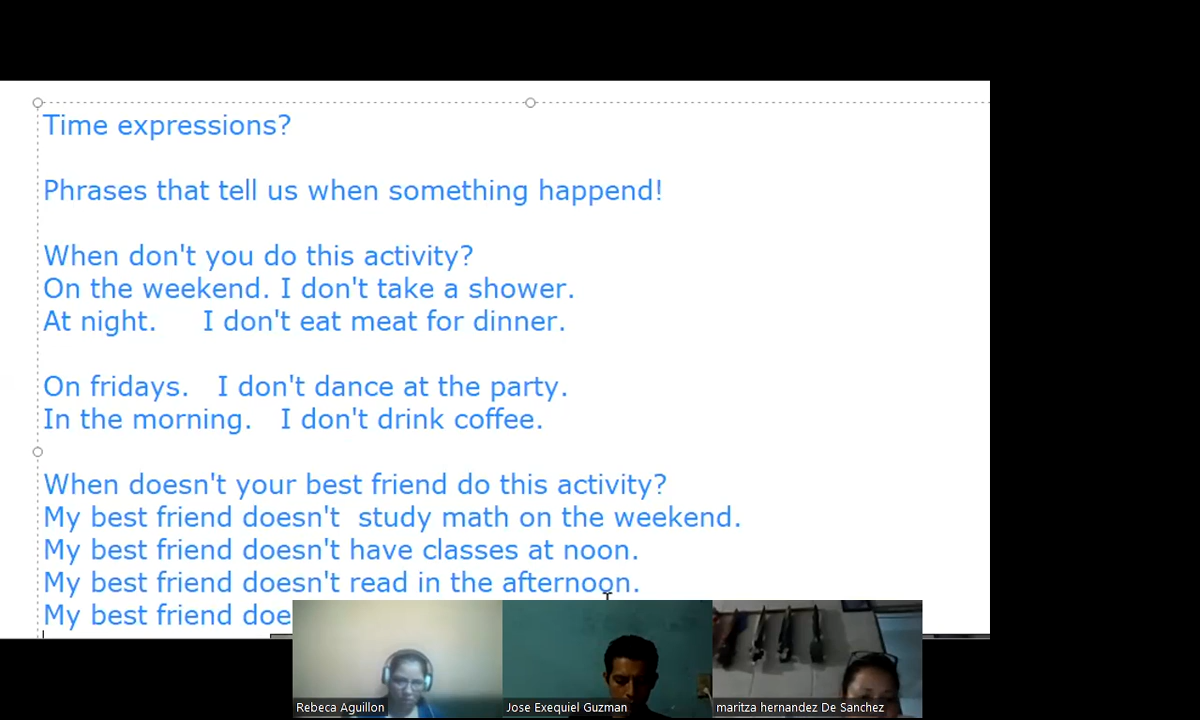 Time expressions?
Phrases that tell us when something happend!
When don't you do this activity?
On the weekend. I don't take a shower.
At night. I don't eat meat for dinner.
On fridays. I don't dance at the party.
In the morning. I don't drink coffee.
When doesn't your best friend do this activity?
My best friend doesn't study math on the weekend.
My best friend doesn't have classes at noon.
My best friend doesn't read in the afternoon.
My best friend doe
Rebeca Aguillon
Jose Exequiel Guzman
maritza hernandez De Sanchez